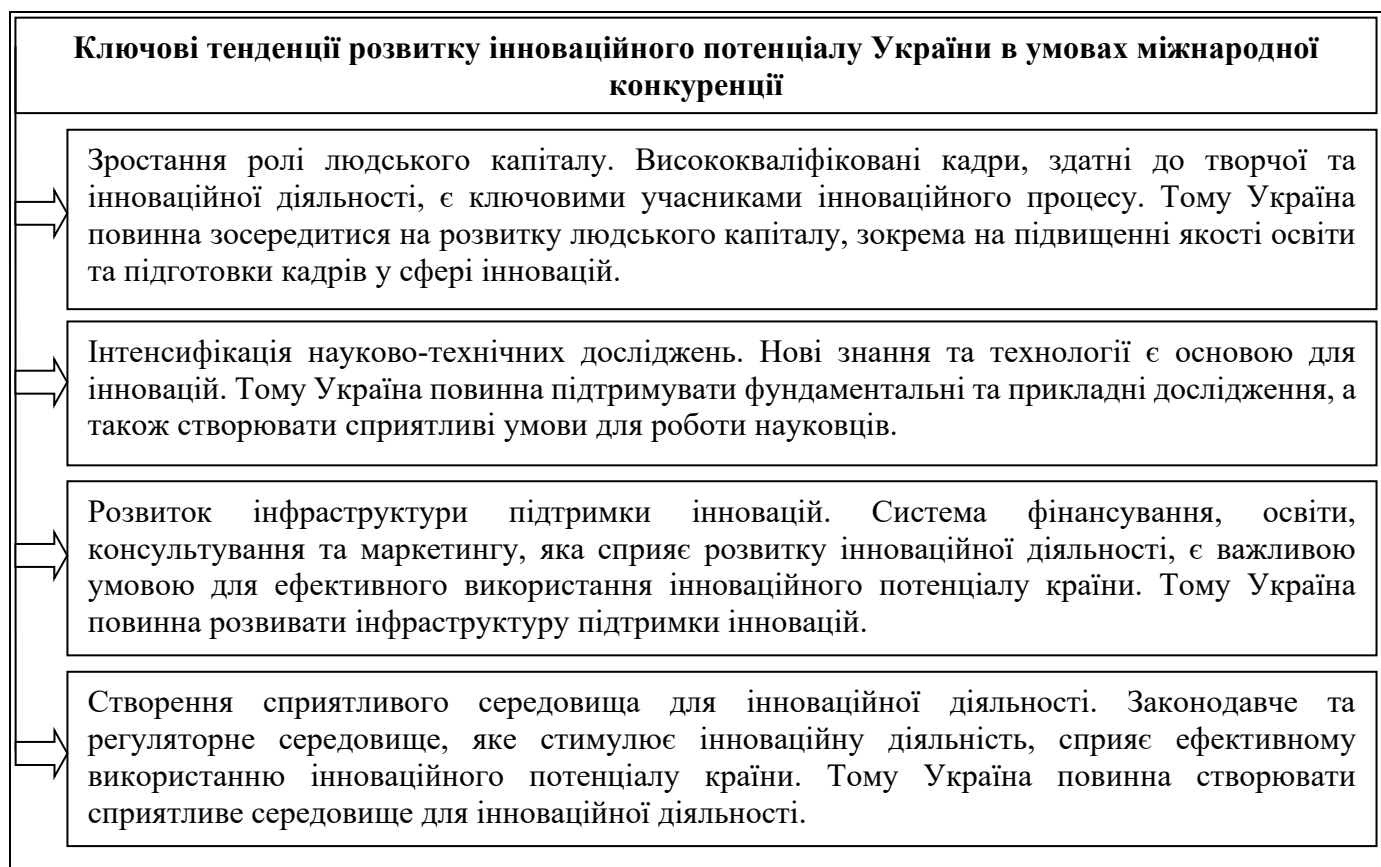 Ключові тенденції розвитку інноваційного потенціалу України в умовах міжнародної
конкуренції
Зростання ролі людського капіталу. Висококваліфіковані кадри, здатні до творчої та
інноваційної діяльності, є ключовими учасниками інноваційного процесу. Тому Україна
повинна зосередитися на розвитку людського капіталу, зокрема на підвищенні якості освіти
та підготовки кадрів у сфері інновацій.
Інтенсифікація науково-технічних досліджень. Нові знання та технології є основою для
інновацій. Тому Україна повинна підтримувати фундаментальні та прикладні дослідження, а
також створювати сприятливі умови для роботи науковців.
Розвиток інфраструктури підтримки інновацій. Система фінансування, освіти,
консультування та маркетингу, яка сприяє розвитку інноваційної діяльності, є важливою
умовою для ефективного використання інноваційного потенціалу країни. Тому Україна
повинна розвивати інфраструктуру підтримки інновацій.
Створення сприятливого середовища для інноваційної діяльності. Законодавче та
регуляторне середовище, яке стимулює інноваційну діяльність, сприяє ефективному
використанню інноваційного потенціалу країни. Тому Україна повинна створювати
сприятливе середовище для інноваційної діяльності.